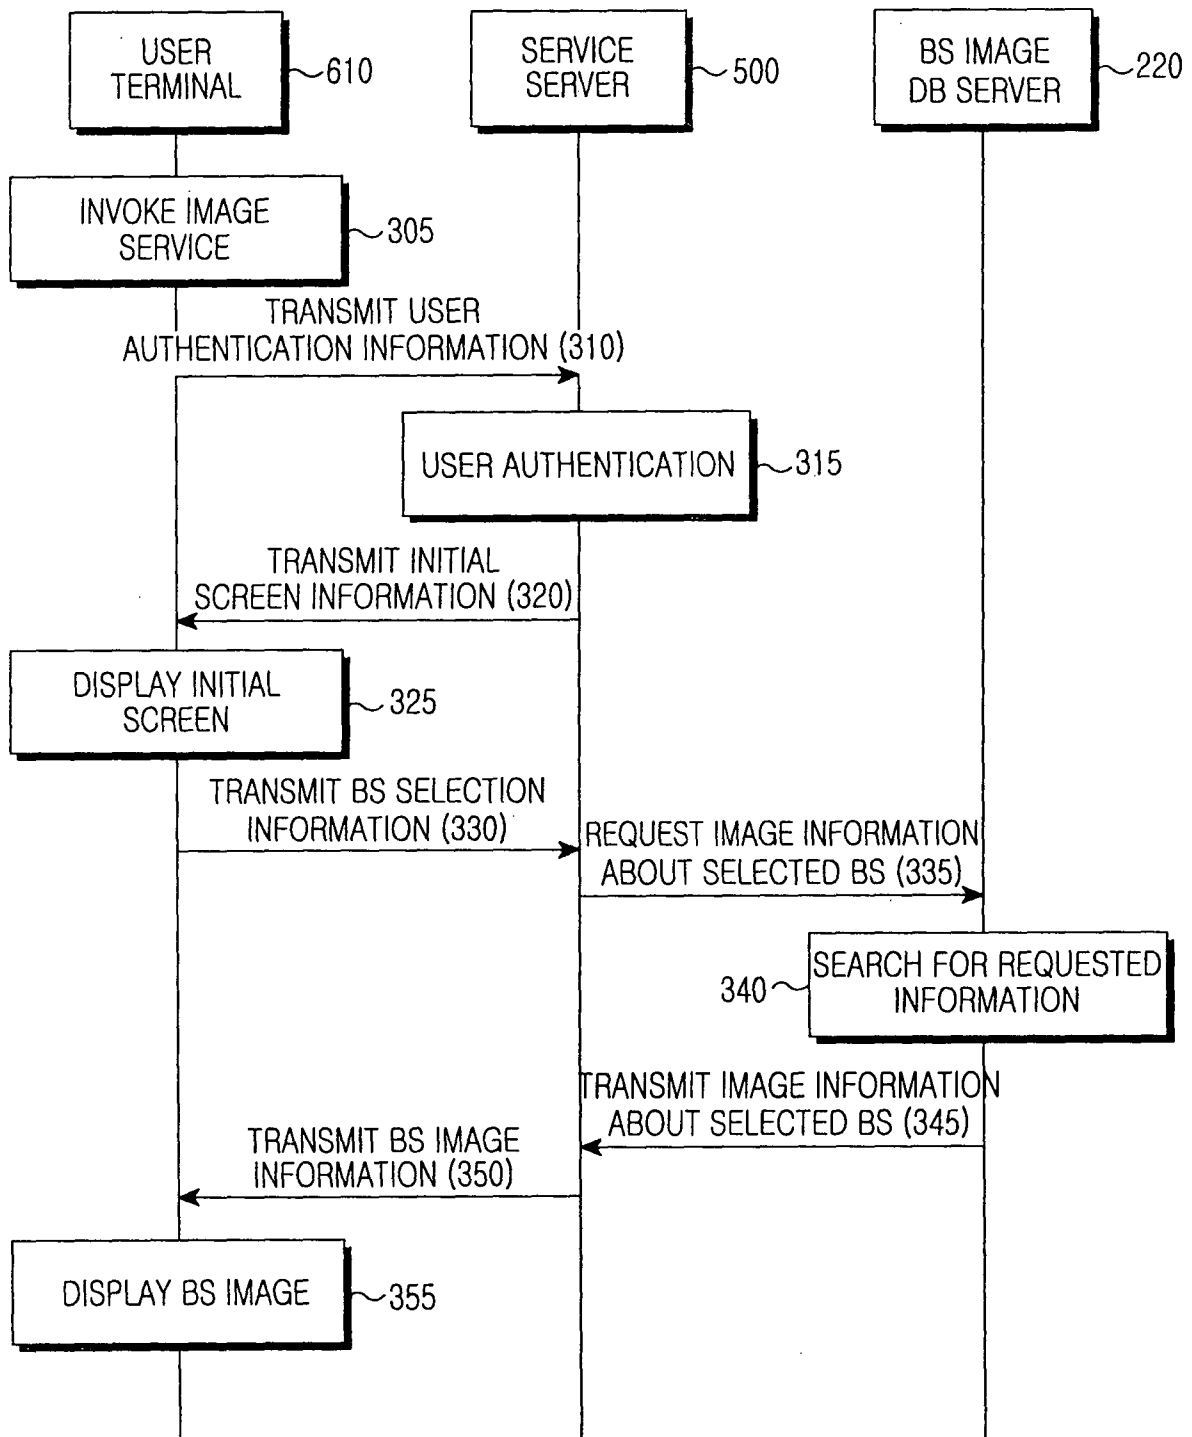 USER
TERMINAL
610
SERVICE
SERVER
500
BS IMAGE
DB SERVER
220
INVOKE IMAGE
SERVICE
305
TRANSMIT USER
AUTHENTICATION INFORMATION (310)
USER AUTHENTICATION
315
TRANSMIT INITIAL
SCREEN INFORMATION (320)
DISPLAY INITIAL
SCREEN
325
TRANSMIT BS SELECTION
INFORMATION (330)
REQUEST IMAGE INFORMATION
ABOUT SELECTED BS (335)
SEARCH FOR REQUESTED
INFORMATION
340
TRANSMIT IMAGE INFORMATION
ABOUT SELECTED BS (345)
TRANSMIT BS IMAGE
INFORMATION (350)
DISPLAY BS IMAGE
355